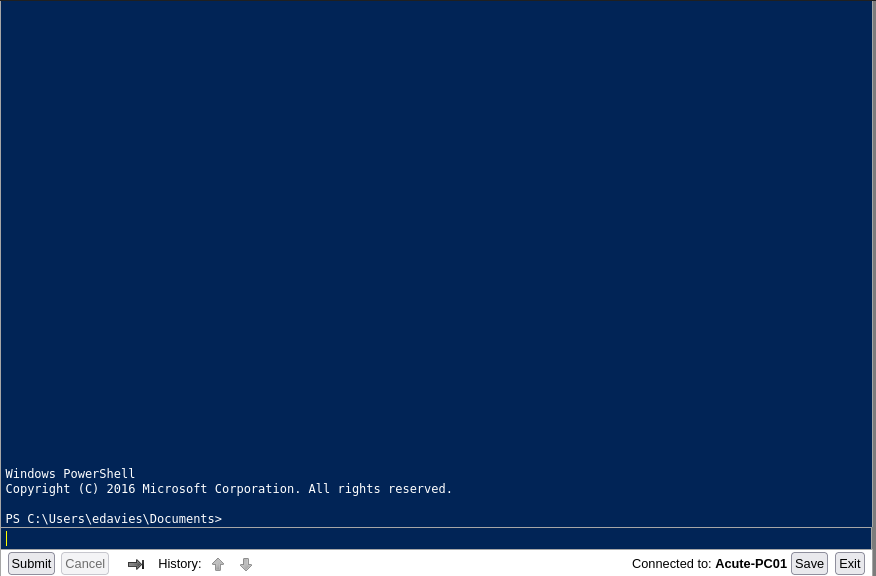 Windows PowerShell
Copyright (C) 2016 Microsoft Corporation. All rights reserved.
PS C:\Users\edavies\Documents>
Submit Cancel History: Connected to: Acute-PC01 Save Exit